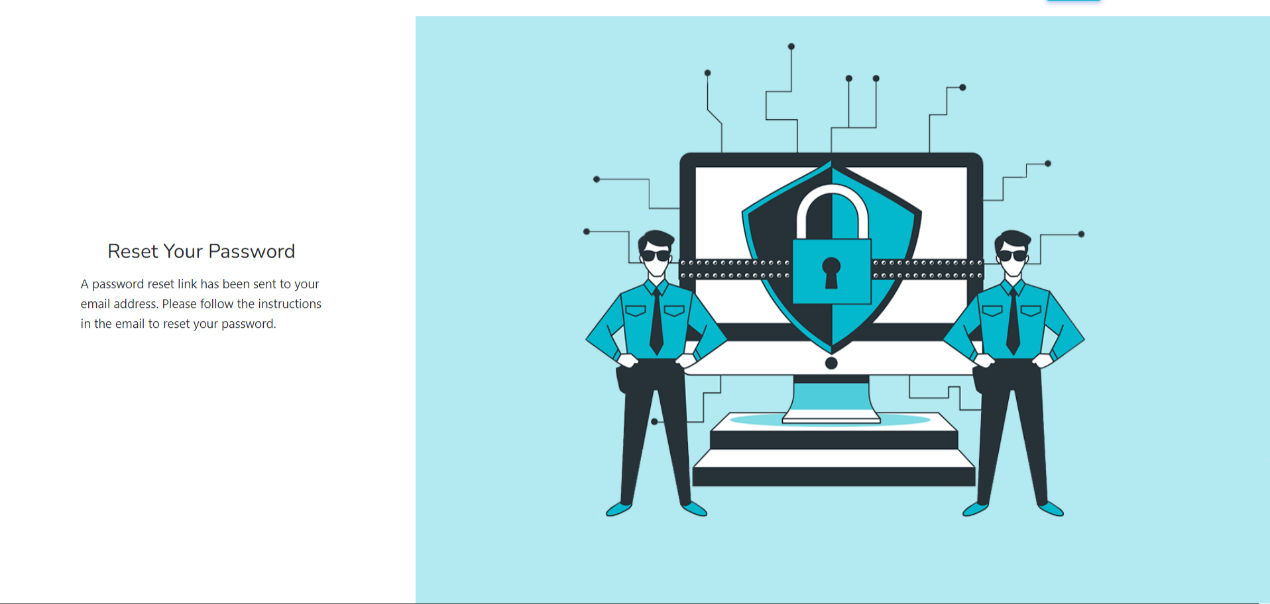 Reset Your Password
A password reset link has been sent to your
email address. Please follow the instructions
in the email to reset your password.